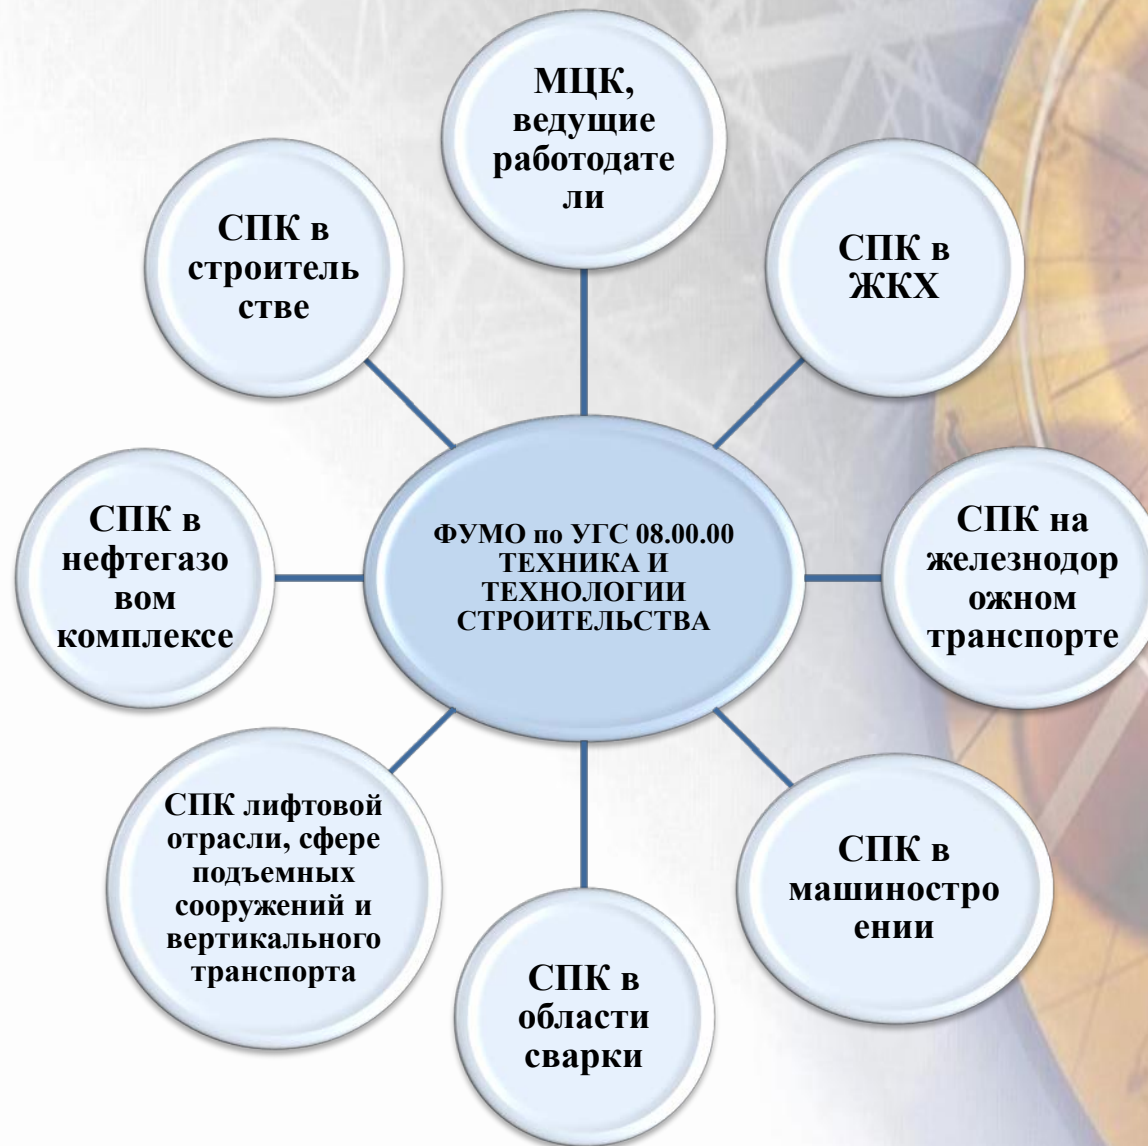 МЦК,
ведущие
работодате
ли
СПК в
строитель
стве
СПК в
ЖКХ
СПК в
нефтегазо
вом
комплексе
ФУМО по УГС 08.00.00
ТЕХНИКА И
ТЕХНОЛОГИИ
СТРОИТЕЛЬСТВА
СПК на
железнодор
ожном
транспорте
СПК лифтовой
отрасли, сфере
подъемных
сооружений и
вертикального
транспорта
СПК в
машиностро
ении
СПК в
области
сварки